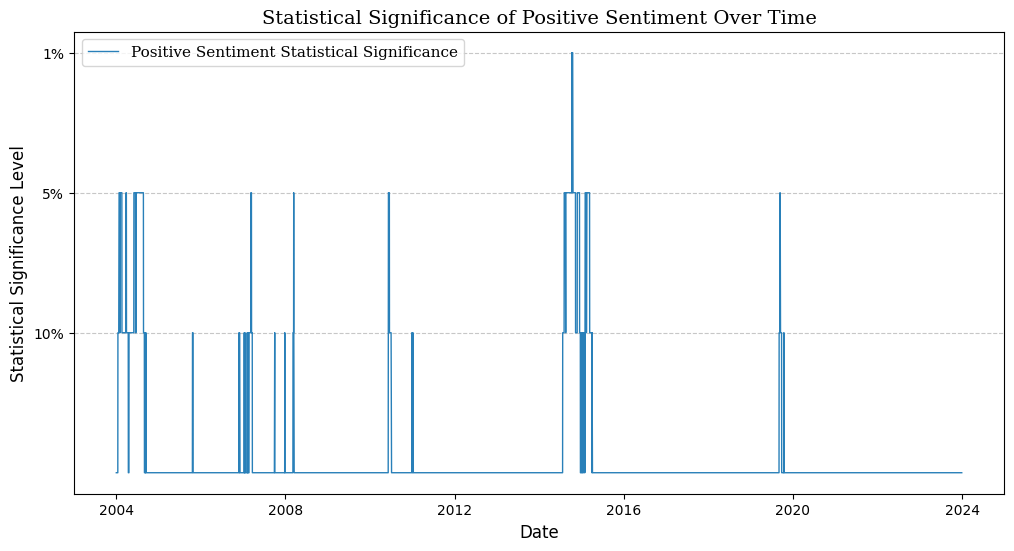 Statistical Significance of Positive Sentiment Over Time
Positive Sentiment Statistical Significance
1%
5%
10%
Statistical Significance Level
2004 2008 2012 2016 2020 2024
Date